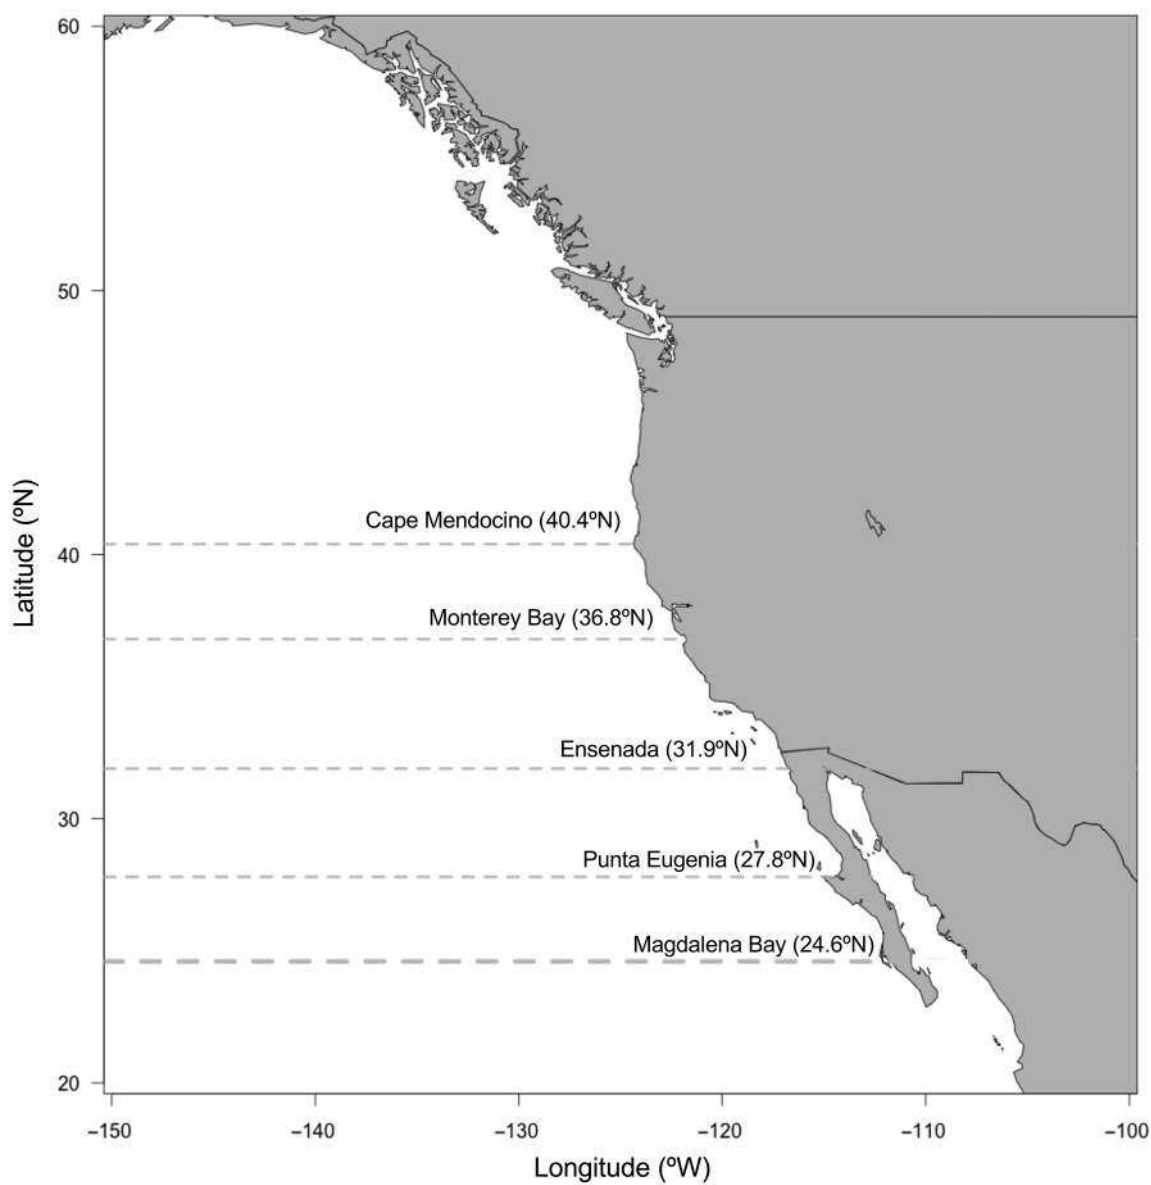 60
50
40
30
20
Latitude (ºN)
Cape Mendocino (40.4ºN)
Monterey Bay (36.8ºN)
Ensenada (31.9ºN)
Punta Eugenia (27.8ºN)
Magdalena Bay (24.6ºN)
−150 −140 −130 −120 −110 −100
Longitude (ºW)